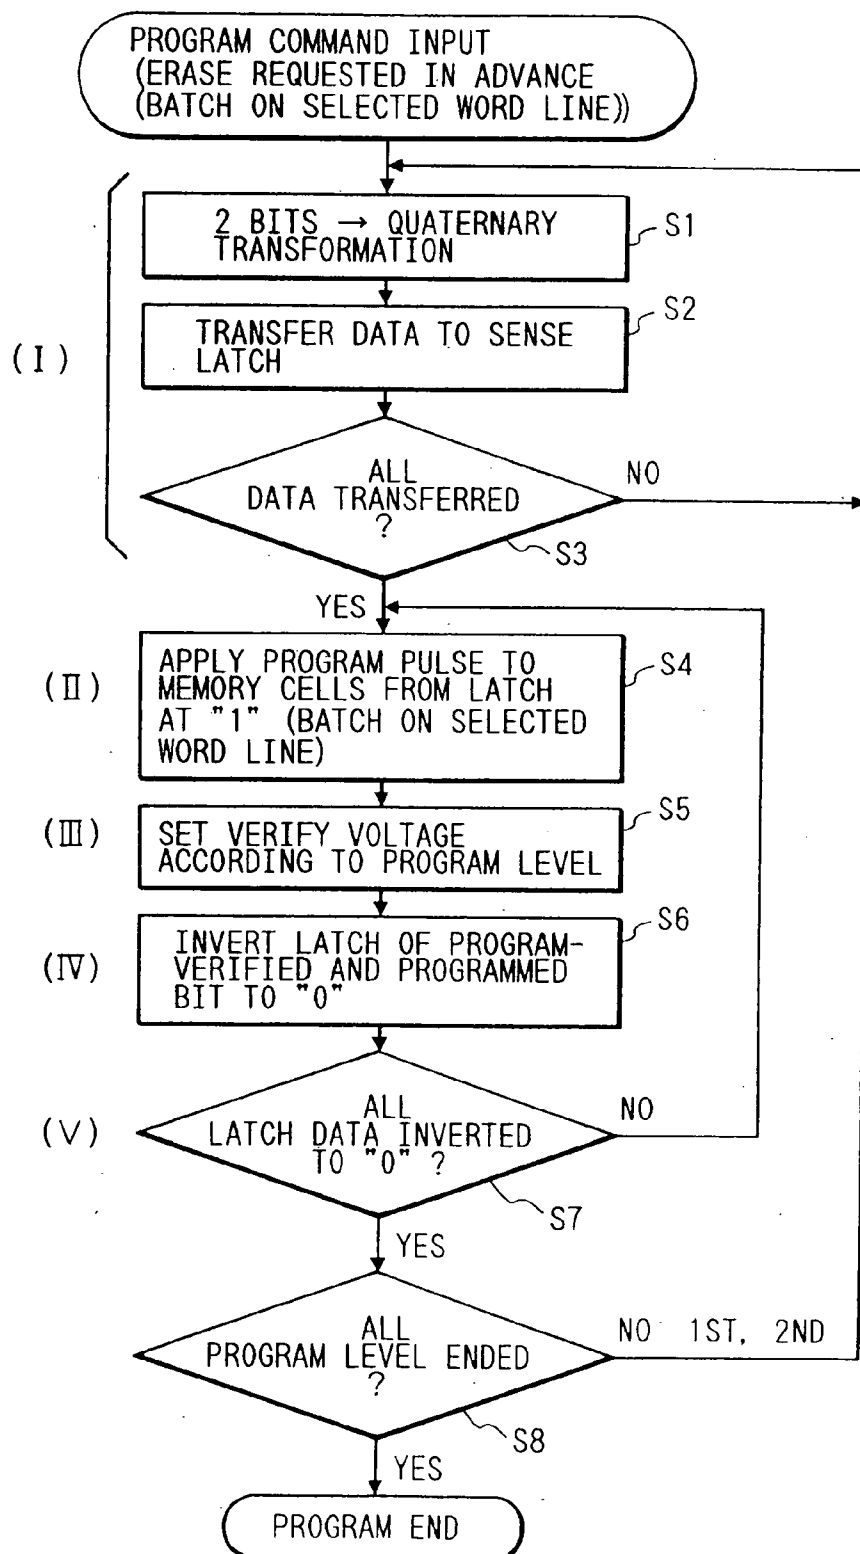 PROGRAM COMMAND INPUT
(ERASE REQUESTED IN ADVANCE
(BATCH ON SELECTED WORD LINE))
(I)
2 BITS → QUATERNARY
TRANSFORMATION
S1
TRANSFER DATA TO SENSE
LATCH
S2
ALL
DATA TRANSFERRED
?
NO
S3
YES
(II)
APPLY PROGRAM PULSE TO
MEMORY CELLS FROM LATCH
AT "1" (BATCH ON SELECTED
WORD LINE)
S4
(III)
SET VERIFY VOLTAGE
ACCORDING TO PROGRAM LEVEL
S5
(IV)
INVERT LATCH OF PROGRAM-
VERIFIED AND PROGRAMMED
BIT TO "0"
S6
(V)
ALL
LATCH DATA INVERTED
TO "0" ?
NO
S7
YES
ALL
PROGRAM LEVEL ENDED
?
NO 1ST, 2ND
S8
YES
PROGRAM END